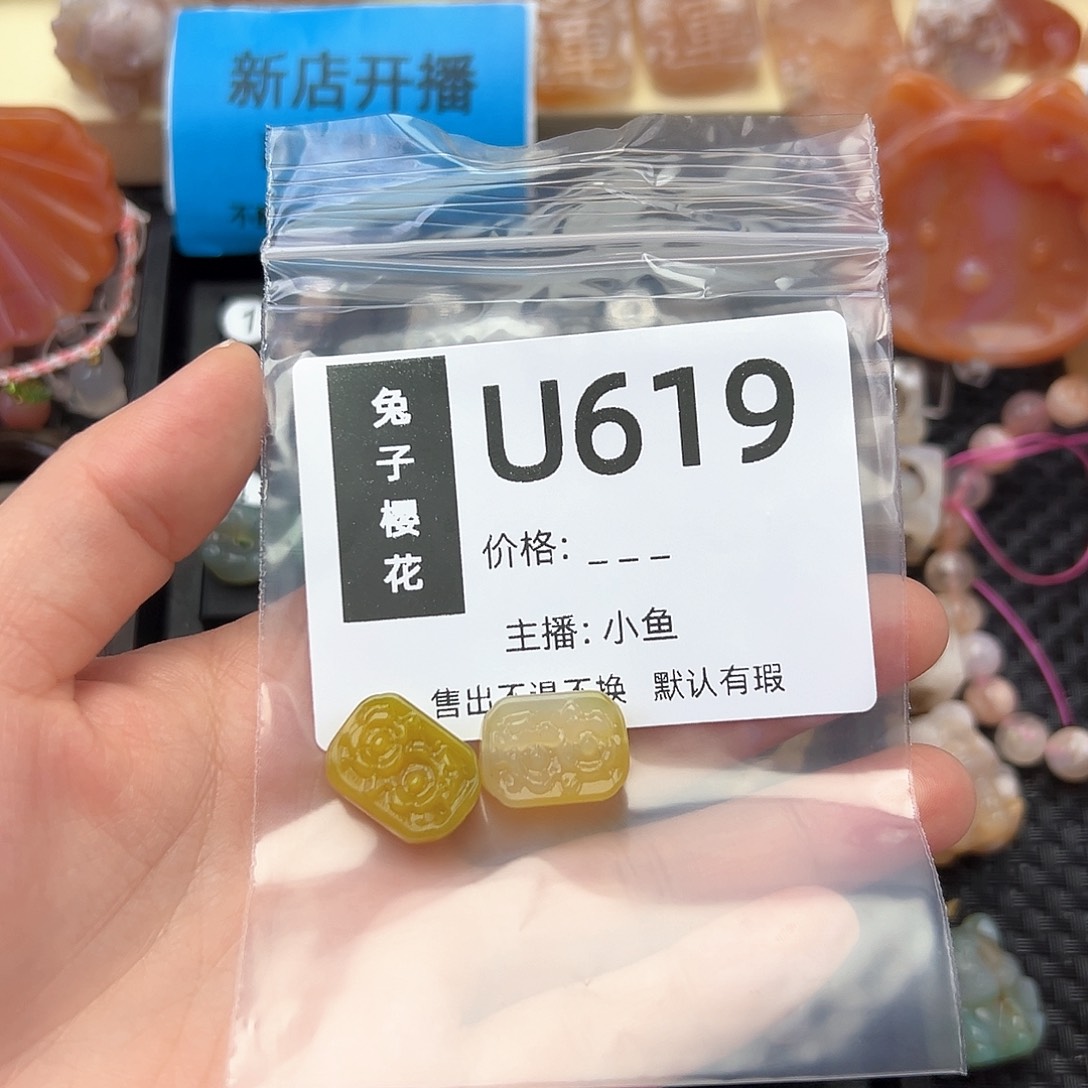 新店开播
兔子樱花
U619
价格: _ _ _
主播: 小鱼
售出不退不换 默认有瑕